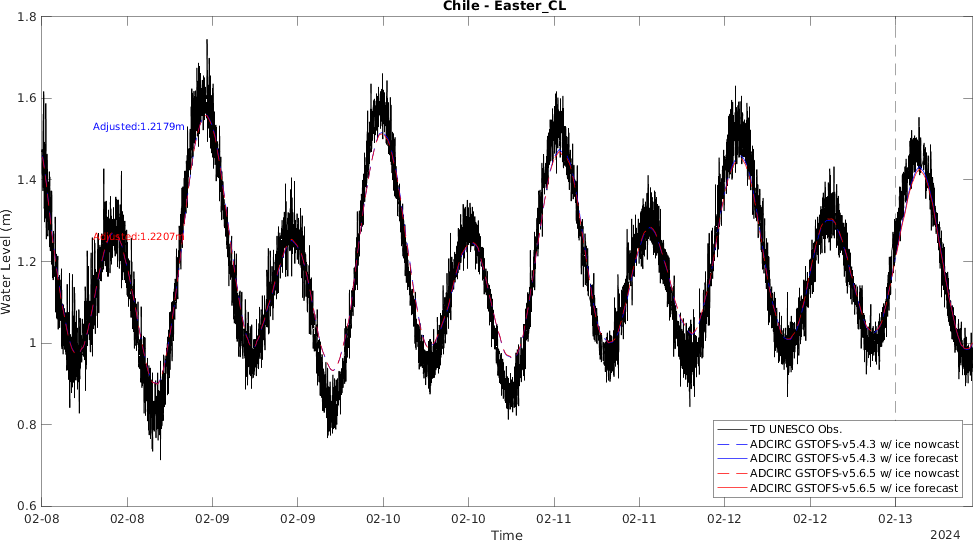 Chile - Easter_CL
1.8
1.6
1.4
1.2
1
0.8
0.6
Water Level (m)
Adjusted:1.2179m
Adjusted:1.2207m
TD UNESCO Obs.
ADCIRC GSTOFS-v5.4.3 w/ ice nowcast
ADCIRC GSTOFS-v5.4.3 w/ ice forecast
ADCIRC GSTOFS-v5.6.5 w/ ice nowcast
ADCIRC GSTOFS-v5.6.5 w/ ice forecast
02-08 02-08 02-09 02-09 02-10 02-10 02-11 02-11 02-12 02-12 02-13
Time
2024